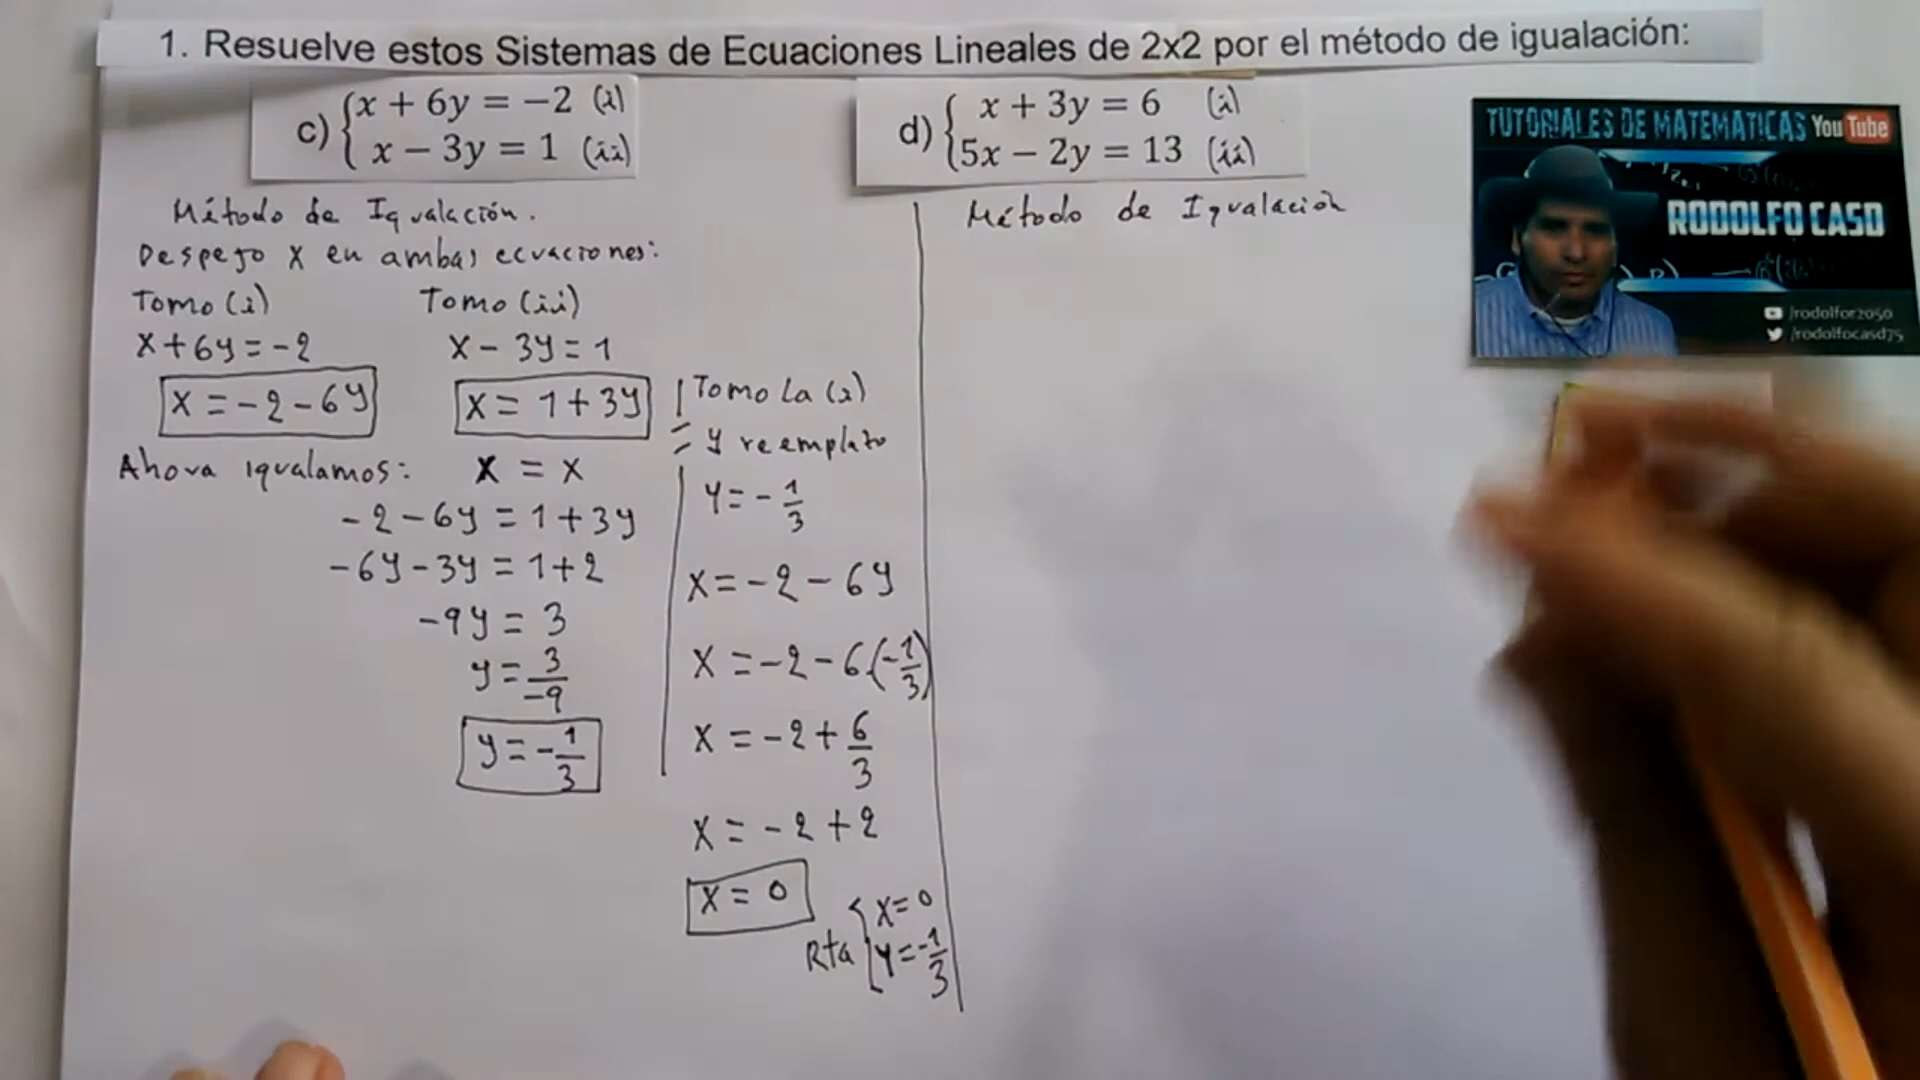 1. Resuelve estos Sistemas de Ecuaciones Lineales de 2x2 por el método de igualación:
c) { x + 6y = −2 (i)
x − 3y = 1 (ii)
Método de Igualación.
Despejo x en ambas ecuaciones:
Tomo (i)
x+6y=-2
x=-2-6y
Tomo (ii)
x-3y=1
x=1+3y
Ahora igualamos: x = x
-2-6y=1+3y
-6y-3y=1+2
-9y=3
y=3/-9
y=-1/3
Tomo la (i)
y reemplazo
y=-1/3
x=-2-6y
x=-2-6(-1/3)
x=-2+6/3
x=-2+2
x=0
Rta { x=0
y=-1/3
d) { x + 3y = 6 (i)
5x − 2y = 13 (ii)
Método de Igualación
TUTORIALES DE MATEMATICAS YouTube
RODOLFO CASD
/rodolfor2050
/rodolfocasd75